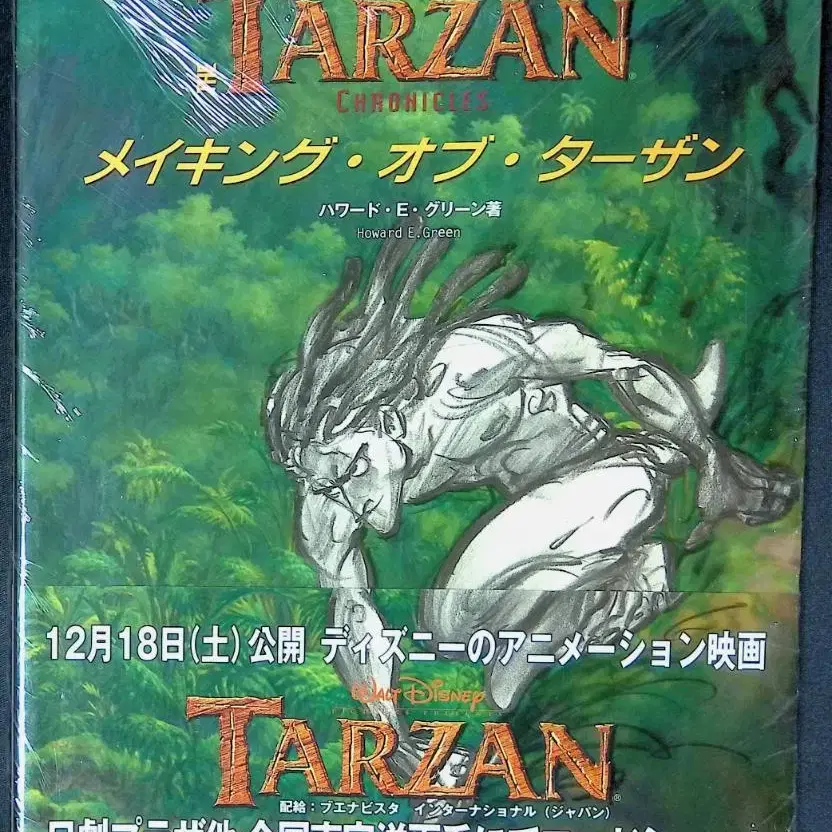 THE
TARZAN
CHRONICLES
メイキング・オブ・ターザン
ハワード・E・グリーン著
Howard E.Green
12月18日(土)公開 ディズニーのアニメーション映画
WALT DISNEY
TARZAN
配給：ブエナビスタ インターナショナル(ジャパン)